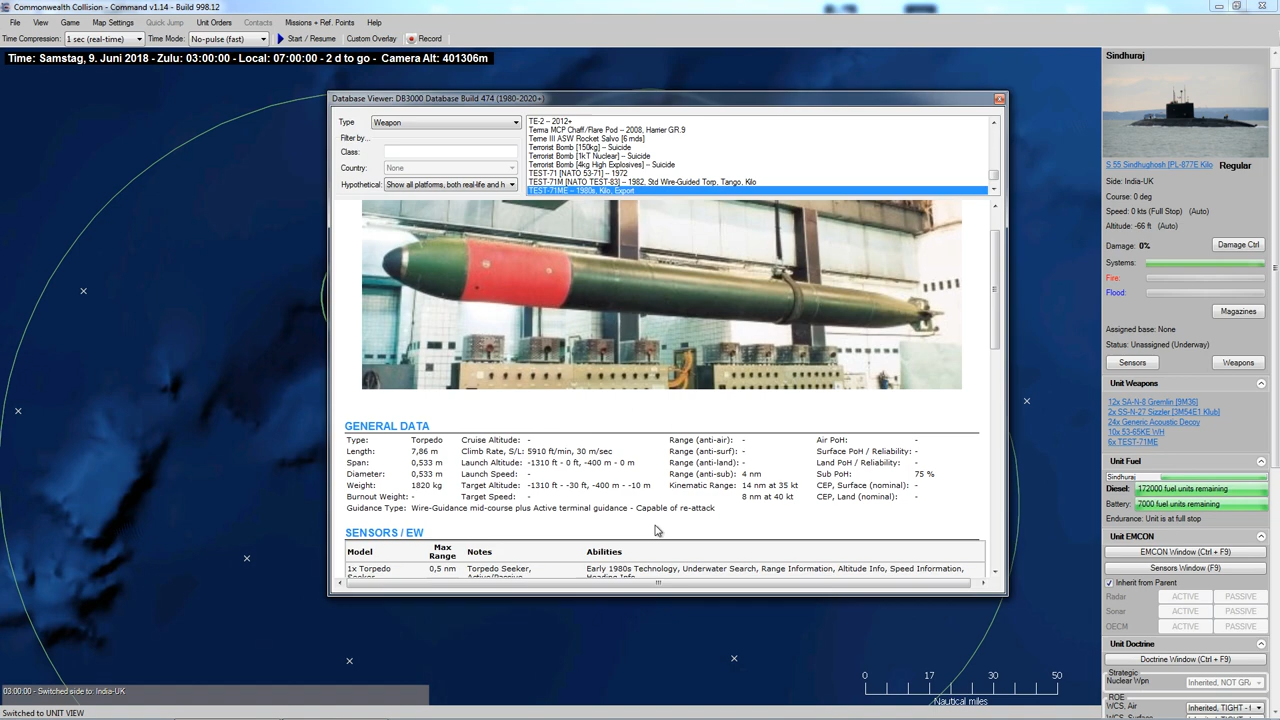 Commonwealth Collision - Command v1.14 - Build 998.12
File View Game Map Settings Quick Jump Unit Orders Contacts Missions + Ref. Points Help
Time Compression: 1 sec (real-time) Time Mode: No-pulse (fast) Start / Resume Custom Overlay Record
Time: Samstag, 9. Juni 2018 - Zulu: 03:00:00 - Local: 07:00:00 - 2 d to go - Camera Alt: 401306m
Database Viewer: DB3000 Database Build 474 (1980-2020+)
Type Weapon
Filter by...
Class:
Country: None
Hypothetical: Show all platforms, both real-life and h
TE-2 – 2012+
Terma MCP Chaff/Flare Pod – 2008, Harrier GR.9
Terne III ASW Rocket Salvo [6 mds]
Terrorist Bomb [150kg] – Suicide
Terrorist Bomb [1kT Nuclear] – Suicide
Terrorist Bomb [4kg High Explosives] – Suicide
TEST-71 [NATO 53-71] – 1972
TEST-71M [NATO TEST-83] – 1982, Std Wire-Guided Torp, Tango, Kilo
TEST-71ME – 1980s, Kilo, Export
GENERAL DATA
Type: Torpedo Cruise Altitude: - Range (anti-air): - Air PoH: -
Length: 7,86 m Climb Rate, S/L: 5910 ft/min, 30 m/sec Range (anti-surf): - Surface PoH / Reliability: -
Span: 0,533 m Launch Altitude: -1310 ft - 0 ft, -400 m - 0 m Range (anti-land): - Land PoH / Reliability: -
Diameter: 0,533 m Launch Speed: - Range (anti-sub): 4 nm Sub PoH: 75 %
Weight: 1820 kg Target Altitude: -1310 ft - -30 ft, -400 m - -10 m Kinematic Range: 14 nm at 35 kt CEP, Surface (nominal): -
Burnout Weight: - Target Speed: - 8 nm at 40 kt CEP, Land (nominal): -
Guidance Type: Wire-Guidance mid-course plus Active terminal guidance - Capable of re-attack
SENSORS / EW
Model Max Range Notes Abilities
1x Torpedo 0,5 nm Torpedo Seeker, Early 1980s Technology, Underwater Search, Range Information, Altitude Info, Speed Information,
Seeker Active/Passive Heading Info
0 17 30 50
Nautical miles
03:00:00 - Switched side to: India-UK
Switched to UNIT VIEW
Sindhuraj
S 55 Sindhughosh [PL-877E Kilo Regular
Side: India-UK
Course: 0 deg
Speed: 0 kts (Full Stop) (Auto)
Altitude: -66 ft (Auto)
Damage: 0% Damage Ctrl
Systems:
Fire:
Flood:
Magazines
Assigned base: None
Status: Unassigned (Underway)
Sensors Weapons
Unit Weapons
12x SA-N-8 Gremlin [9M36]
2x SS-N-27 Sizzler [3M54E1 Klub]
24x Generic Acoustic Decoy
10x 53-65KE WH
6x TEST-71ME
Unit Fuel
Sindhuraj
Diesel: 172000 fuel units remaining
Battery: 7000 fuel units remaining
Endurance: Unit is at full stop
Unit EMCON
EMCON Window (Ctrl + F9)
Sensors Window (F9)
Inherit from Parent
Radar ACTIVE PASSIVE
Sonar ACTIVE PASSIVE
OECM ACTIVE PASSIVE
Unit Doctrine
Doctrine Window (Ctrl + F9)
Strategic
Nuclear Wpn Inherited, NOT GR
ROE
WCS, Air Inherited, TIGHT - I
WCS, Surface Inherited, TIGHT